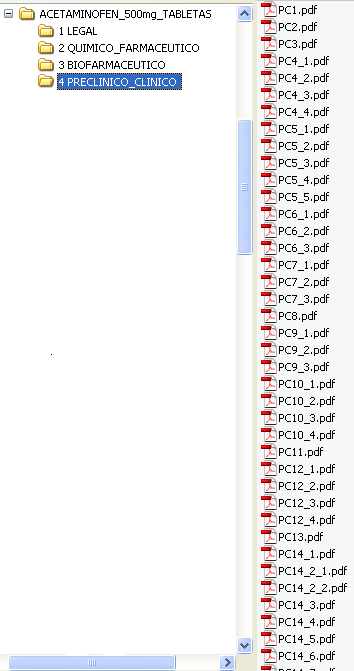 ACETAMINOFEN_500mg_TABLETAS
1 LEGAL
2 QUIMICO_FARMACEUTICO
3 BIOFARMACEUTICO
4 PRECLINICO_CLINICO
PC1.pdf
PC2.pdf
PC3.pdf
PC4_1.pdf
PC4_2.pdf
PC4_3.pdf
PC4_4.pdf
PC5_1.pdf
PC5_2.pdf
PC5_3.pdf
PC5_4.pdf
PC5_5.pdf
PC6_1.pdf
PC6_2.pdf
PC6_3.pdf
PC7_1.pdf
PC7_2.pdf
PC7_3.pdf
PC8.pdf
PC9_1.pdf
PC9_2.pdf
PC9_3.pdf
PC10_1.pdf
PC10_2.pdf
PC10_3.pdf
PC10_4.pdf
PC11.pdf
PC12_1.pdf
PC12_2.pdf
PC12_3.pdf
PC12_4.pdf
PC13.pdf
PC14_1.pdf
PC14_2_1.pdf
PC14_2_2.pdf
PC14_3.pdf
PC14_4.pdf
PC14_5.pdf
PC14_6.pdf